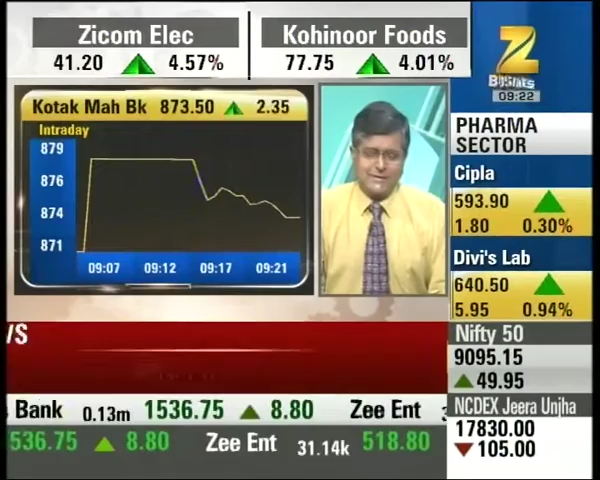 Zicom Elec
41.20 4.57%
Kohinoor Foods
77.75 4.01%
09:22
Kotak Mah Bk 873.50 2.35
Intraday
879
876
874
871
09:07 09:12 09:17 09:21
PHARMA
SECTOR
Cipla
593.90
1.80 0.30%
Divi's Lab
640.50
5.95 0.94%
/S
Nifty 50
9095.15
49.95
NCDEX Jeera Unjha
17830.00
105.00
Bank 0.13m 1536.75 8.80 Zee Ent
536.75 8.80 Zee Ent 31.14k 518.80